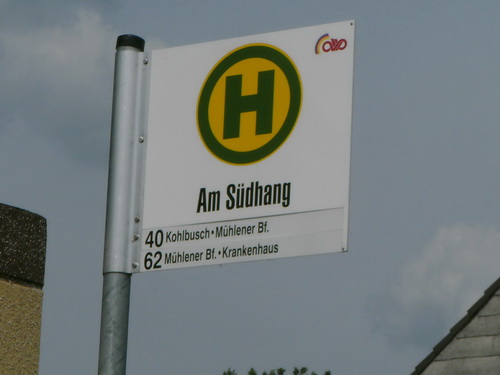 H
Am Südhang
40 Kohlbusch • Mühlener Bf.
62 Mühlener Bf. • Krankenhaus